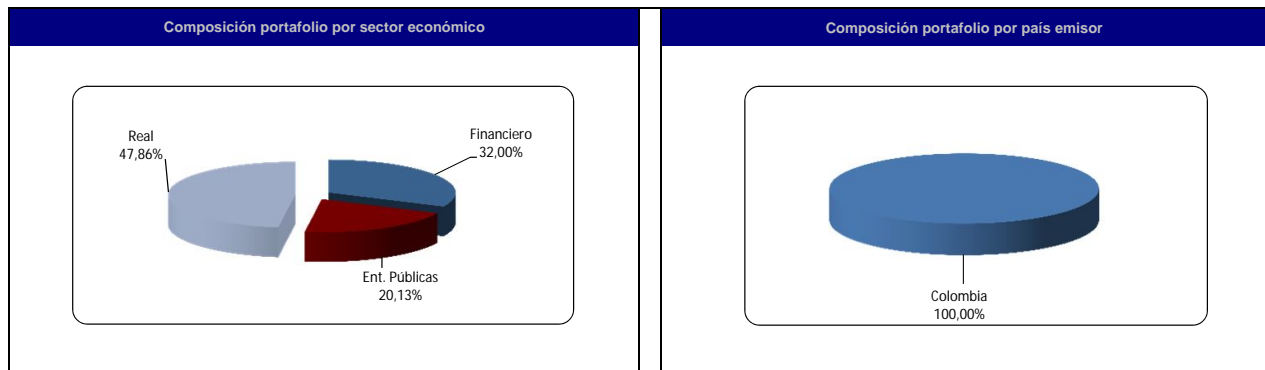 Composición portafolio por sector económico
Real
47,86%
Financiero
32,00%
Ent. Públicas
20,13%
Composición portafolio por país emisor
Colombia
100,00%